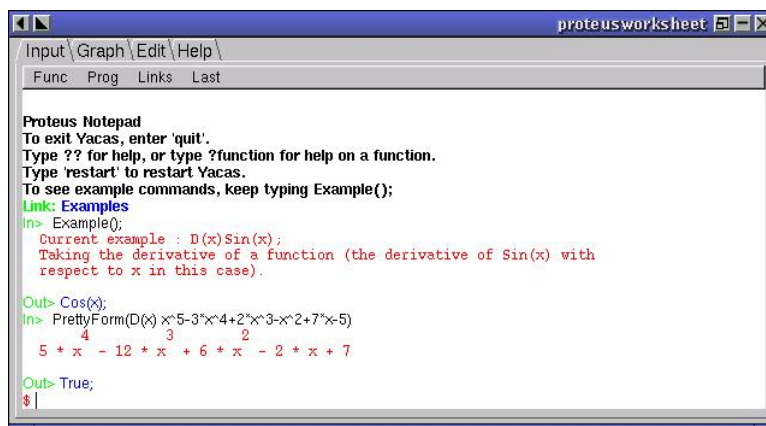 proteusworksheet
Input Graph Edit Help
Func Prog Links Last
Proteus Notepad
To exit Yacas, enter 'quit'.
Type ?? for help, or type ?function for help on a function.
Type 'restart' to restart Yacas.
To see example commands, keep typing Example();
Link: Examples
In> Example();
Current example : D(x)Sin(x);
Taking the derivative of a function (the derivative of Sin(x) with
respect to x in this case).
Out> Cos(x);
In> PrettyForm(D(x) x^5-3*x^4+2*x^3-x^2+7*x-5)
4 3 2
5 * x - 12 * x + 6 * x - 2 * x + 7
Out> True;
$